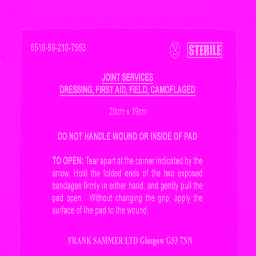 6510-99-210-7563
STERILE
JOINT SERVICES
DRESSING, FIRST AID, FIELD, CAMOFLAGED
20cm x 19cm
DO NOT HANDLE WOUND OR INSIDE OF PAD
TO OPEN: Tear apart at the corner indicated by the
arrow. Hold the folded ends of the two exposed
bandages firmly in either hand, and gently pull the
pad open. Without changing the grip, apply the
surface of the pad to the wound.
FRANK SAMMER LTD Glasgow G53 7NN